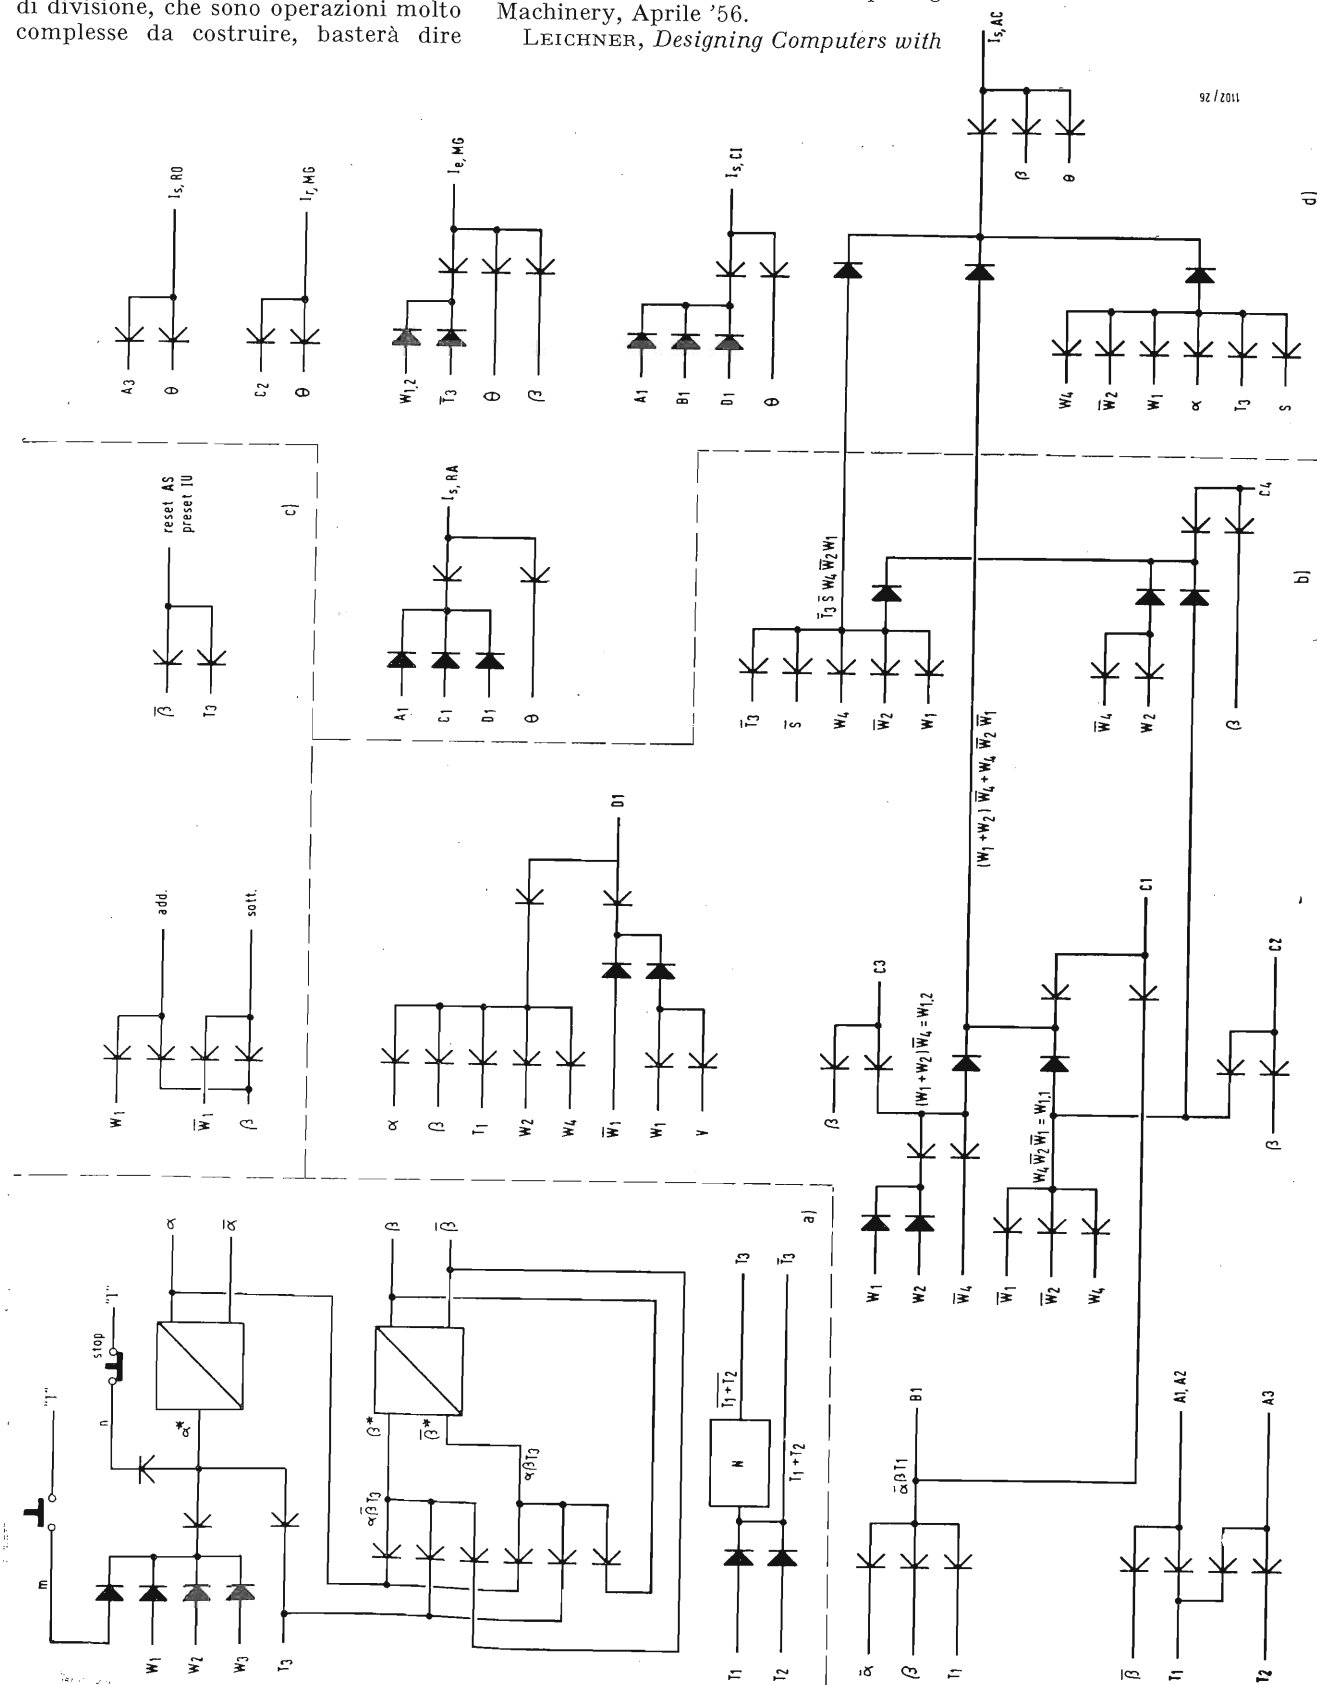 di divisione, che sono operazioni molto
complesse da costruire, basterà dire
Machinery, Aprile '56.
LEICHNER, Designing Computers with
1102 / 26
Is, AC
β
θ
d)
Is, RO
A3
θ
Ir, MG
C2
θ
Ie, MG
W1,2
T̅3
θ
β
Is, CI
A1
B1
D1
θ
W4
W̅2
W1
α
T3
S
reset AS
preset IU
c)
β̅
T3
Is, RA
A1
C1
D1
θ
T̅3 S̅ W4 W̅2 W1
T̅3
S̅
W4
W̅2
W1
C4
b)
W̅4
W2
β
(W1 + W2) W̅4 + W4 W̅2 W̅1
add.
sott.
W1
W̅1
β
D1
α
β
T1
W2
W4
W̅1
W1
V
C3
β
(W1 + W2) W̅4 = W1,2
C1
C2
β
W4 W̅2 W̅1 = W1,1
W1
W2
W̅4
W̅1
W̅2
W4
α
α̅
"1"
stop
n
"1"
α*
m
W1
W2
W3
T3
β
β̅
β*
β̅*
αβ̅T3
αβT3
a)
T3
T̅3
T̅1̅+̅T̅2̅
N
T1 + T2
T1
T2
B1
α̅βT1
α̅
β
T1
A1, A2
A3
β̅
T1
T2